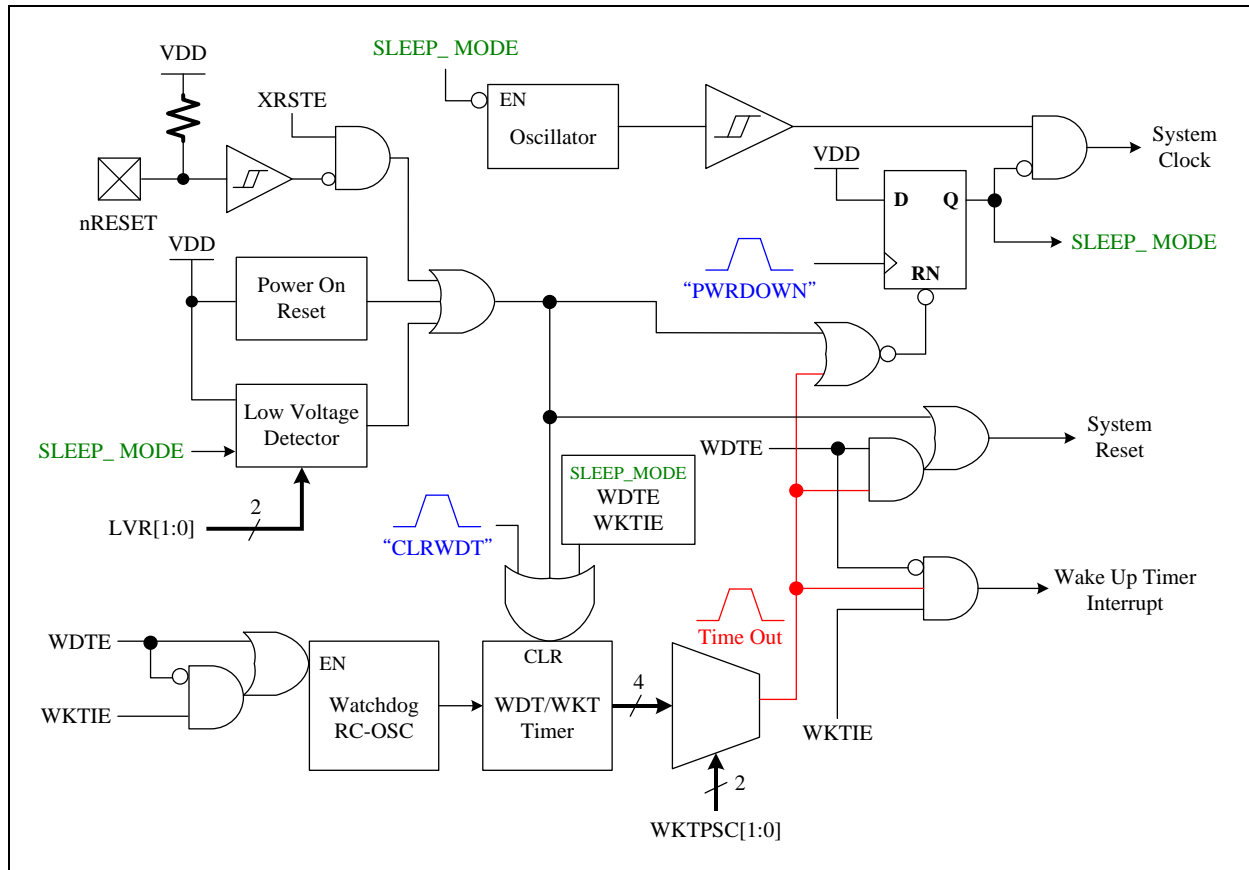 VDD
SLEEP_ MODE
XRSTE
EN
Oscillator
System
Clock
VDD
D
Q
nRESET
RN
SLEEP_ MODE
VDD
Power On
Reset
“PWRDOWN”
Low Voltage
Detector
SLEEP_ MODE
WDTE
System
Reset
SLEEP_MODE
WDTE
WKTIE
2
LVR[1:0]
“CLRWDT”
Wake Up Timer
Interrupt
Time Out
WDTE
EN
CLR
4
Watchdog
RC-OSC
WDT/WKT
Timer
WKTIE
WKTIE
2
WKTPSC[1:0]